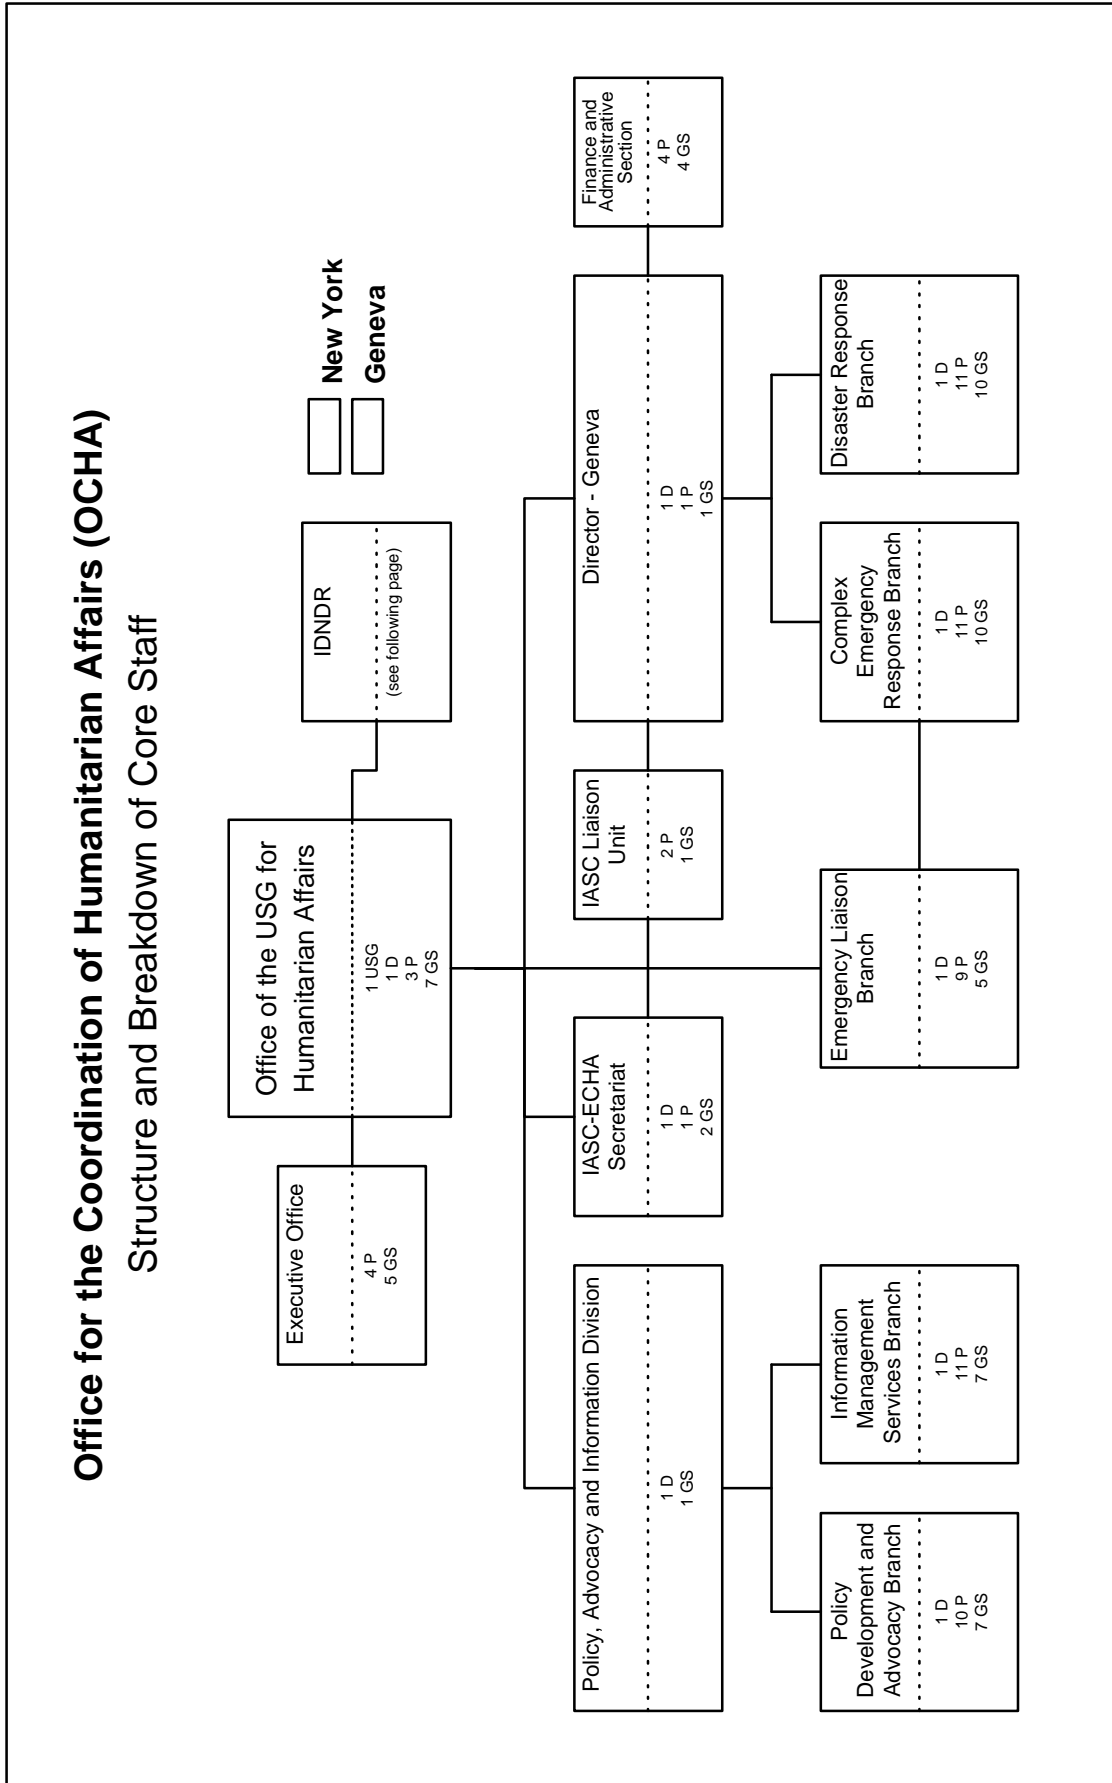 Office for the Coordination of Humanitarian Affairs (OCHA)
Structure and Breakdown of Core Staff
New York
Geneva
Office of the USG for
Humanitarian Affairs
1 USG
1 D
3 P
7 GS
Executive Office
4 P
5 GS
IDNDR
(see following page)
Policy, Advocacy and Information Division
1 D
1 GS
IASC-ECHA
Secretariat
1 D
1 P
2 GS
IASC Liaison
Unit
2 P
1 GS
Director - Geneva
1 D
1 P
1 GS
Finance and
Administrative
Section
4 P
4 GS
Policy
Development and
Advocacy Branch
1 D
10 P
7 GS
Information
Management
Services Branch
1 D
11 P
7 GS
Emergency Liaison
Branch
1 D
9 P
5 GS
Complex
Emergency
Response Branch
1 D
11 P
10 GS
Disaster Response
Branch
1 D
11 P
10 GS